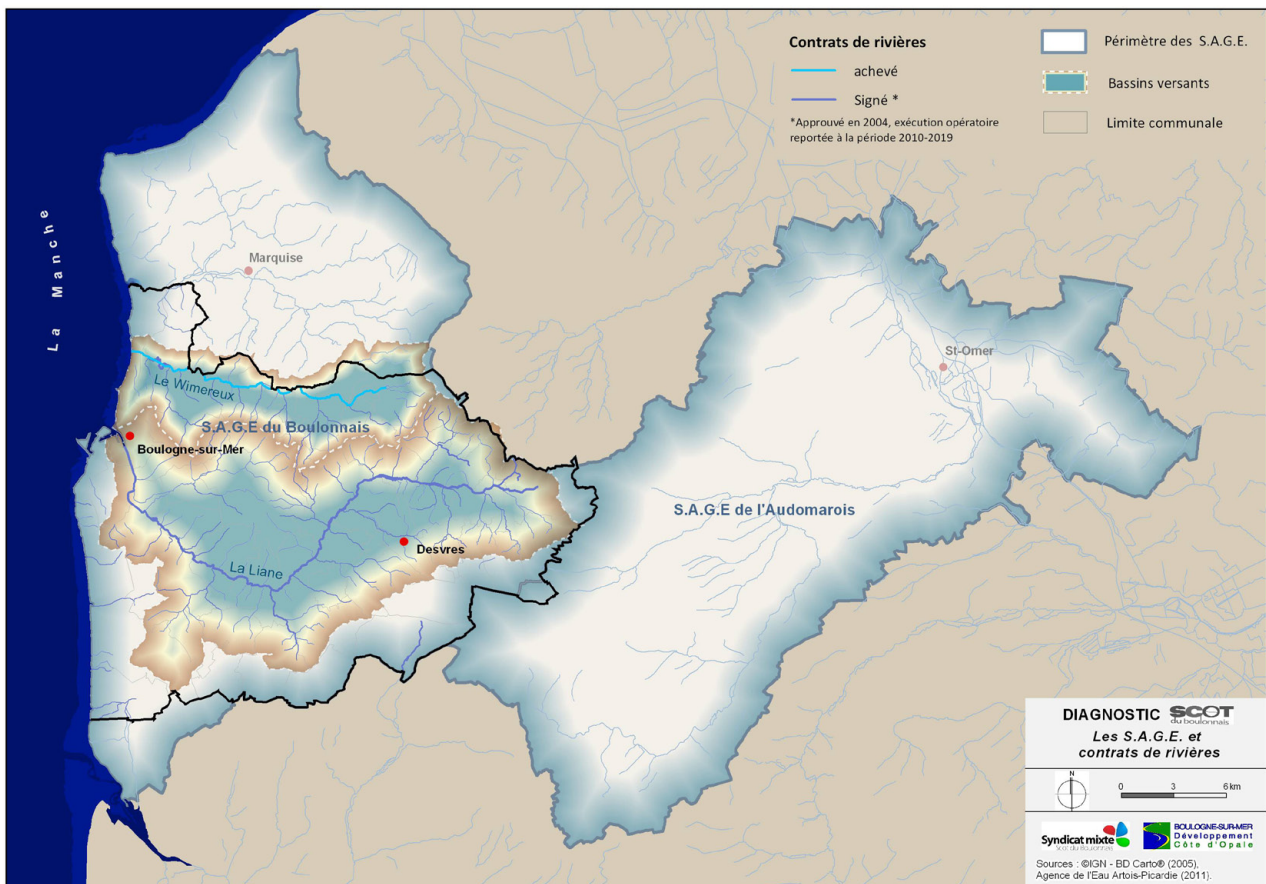 Contrats de rivières
achevé
Signé *
*Approuvé en 2004, exécution opératoire
reportée à la période 2010-2019
Périmètre des S.A.G.E.
Bassins versants
Limite communale
La Manche
Marquise
Le Wimereux
S.A.G.E du Boulonnais
Boulogne-sur-Mer
Desvres
La Liane
St-Omer
S.A.G.E de l'Audomarois
DIAGNOSTIC SCOT
du boulonnais
Les S.A.G.E. et
contrats de rivières
N
0 3 6 km
Syndicat mixte
Scot du Boulonnais
BOULOGNE-SUR-MER
Développement
Côte d'Opale
Sources : ©IGN - BD Carto® (2005),
Agence de l'Eau Artois-Picardie (2011).